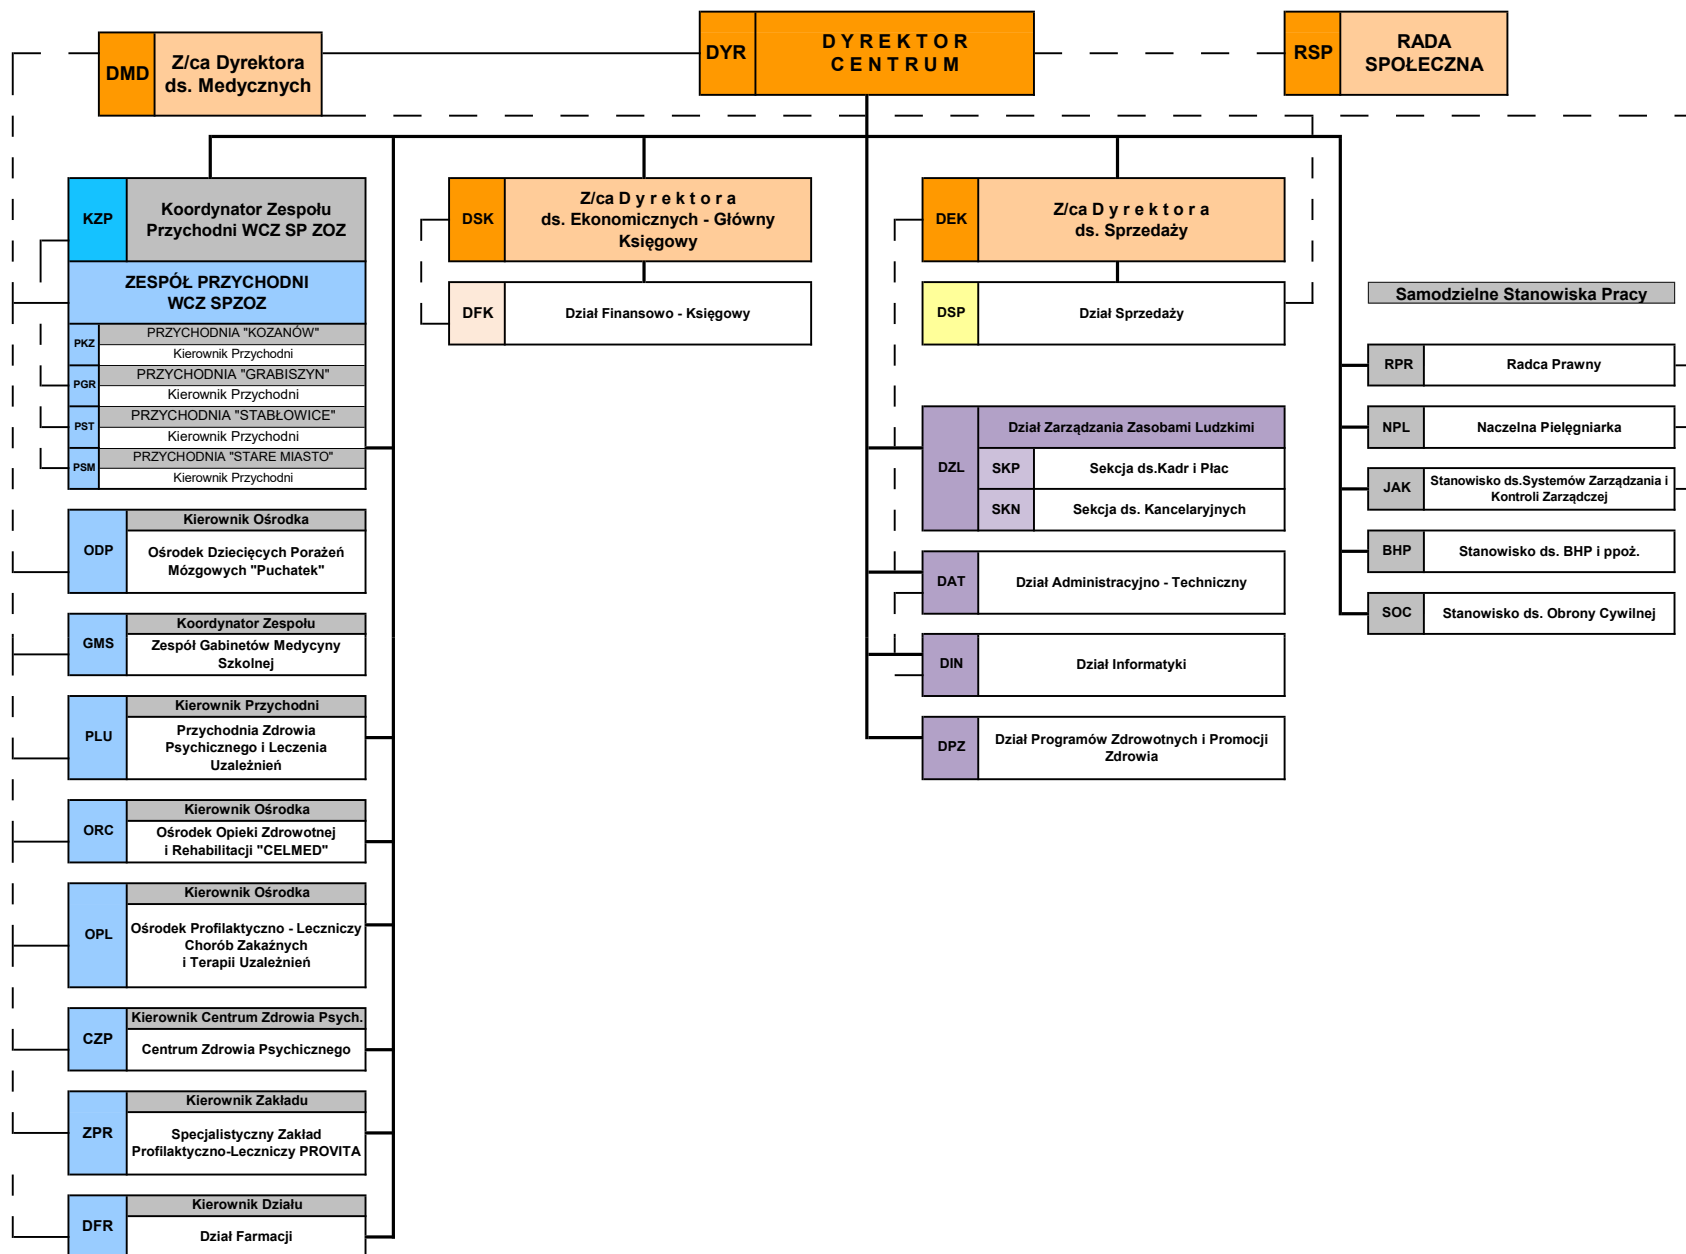 DMD
Z/ca Dyrektora
ds. Medycznych
DYR
D Y R E K T O R
C E N T R U M
RSP
RADA
SPOŁECZNA
KZP
Koordynator Zespołu
Przychodni WCZ SP ZOZ
ZESPÓŁ PRZYCHODNI
WCZ SPZOZ
PKZ
PRZYCHODNIA "KOZANÓW"
Kierownik Przychodni
PGR
PRZYCHODNIA "GRABISZYN"
Kierownik Przychodni
PST
PRZYCHODNIA "STABŁOWICE"
Kierownik Przychodni
PSM
PRZYCHODNIA "STARE MIASTO"
Kierownik Przychodni
ODP
Kierownik Ośrodka
Ośrodek Dziecięcych Porażeń
Mózgowych "Puchatek"
GMS
Koordynator Zespołu
Zespół Gabinetów Medycyny
Szkolnej
PLU
Kierownik Przychodni
Przychodnia Zdrowia
Psychicznego i Leczenia
Uzależnień
ORC
Kierownik Ośrodka
Ośrodek Opieki Zdrowotnej
i Rehabilitacji "CELMED"
OPL
Kierownik Ośrodka
Ośrodek Profilaktyczno - Leczniczy
Chorób Zakaźnych
i Terapii Uzależnień
CZP
Kierownik Centrum Zdrowia Psych.
Centrum Zdrowia Psychicznego
ZPR
Kierownik Zakładu
Specjalistyczny Zakład
Profilaktyczno-Leczniczy PROVITA
DFR
Kierownik Działu
Dział Farmacji
DSK
Z/ca D y r e k t o r a
ds. Ekonomicznych - Główny
Księgowy
DFK
Dział Finansowo - Księgowy
DEK
Z/ca D y r e k t o r a
ds. Sprzedaży
DSP
Dział Sprzedaży
DZL
Dział Zarządzania Zasobami Ludzkimi
SKP
Sekcja ds.Kadr i Płac
SKN
Sekcja ds. Kancelaryjnych
DAT
Dział Administracyjno - Techniczny
DIN
Dział Informatyki
DPZ
Dział Programów Zdrowotnych i Promocji
Zdrowia
Samodzielne Stanowiska Pracy
RPR
Radca Prawny
NPL
Naczelna Pielęgniarka
JAK
Stanowisko ds.Systemów Zarządzania i
Kontroli Zarządczej
BHP
Stanowisko ds. BHP i ppoż.
SOC
Stanowisko ds. Obrony Cywilnej